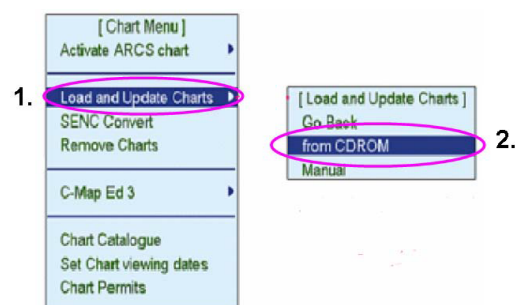 [ Chart Menu ]
Activate ARCS chart
1.
Load and Update Charts
SENC Convert
Remove Charts
C-Map Ed 3
Chart Catalogue
Set Chart viewing dates
Chart Permits
[ Load and Update Charts ]
Go Back
from CDROM
2.
Manual